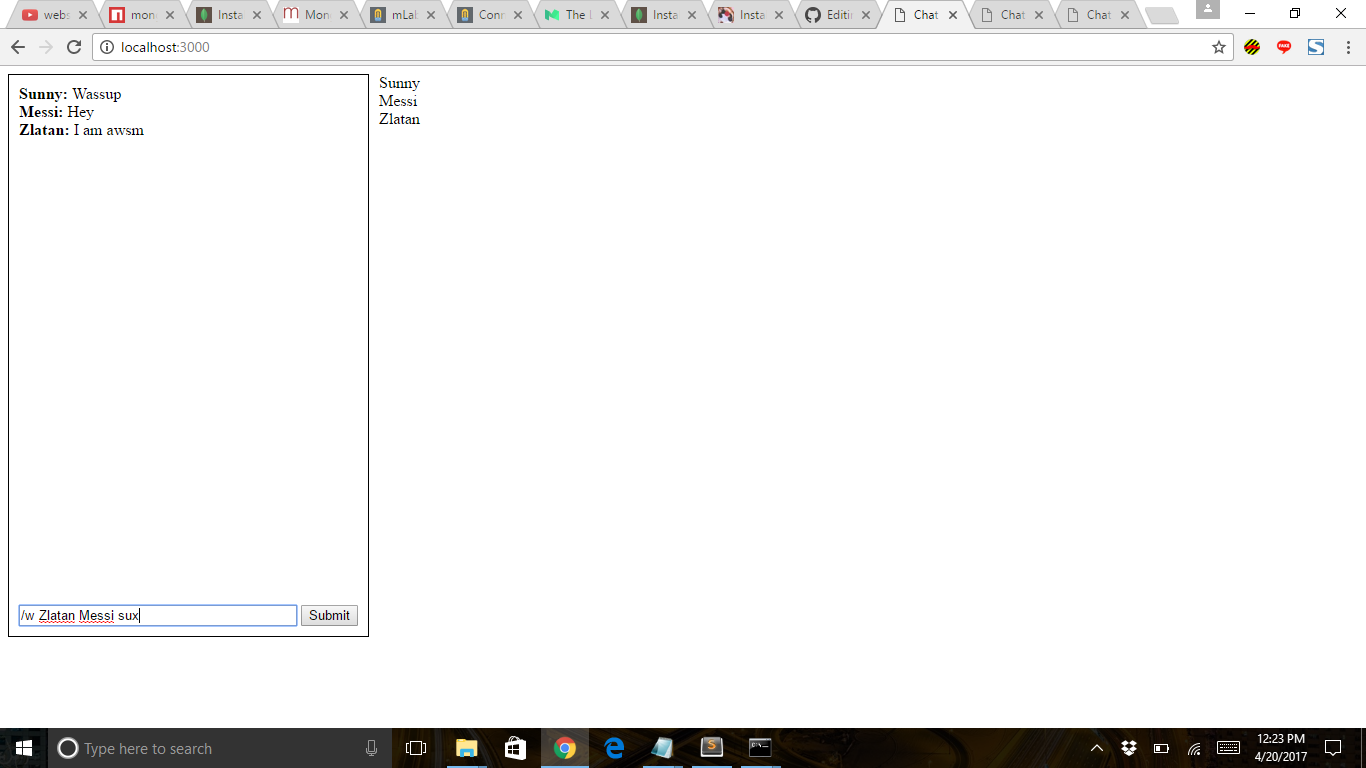 webs
mon
Insta
Mon
mLa
Conn
The
Insta
Insta
Editi
Chat
Chat
Chat
localhost:3000
Sunny: Wassup
Messi: Hey
Zlatan: I am awsm
Sunny
Messi
Zlatan
/w Zlatan Messi sux
Submit
Type here to search
12:23 PM
4/20/2017